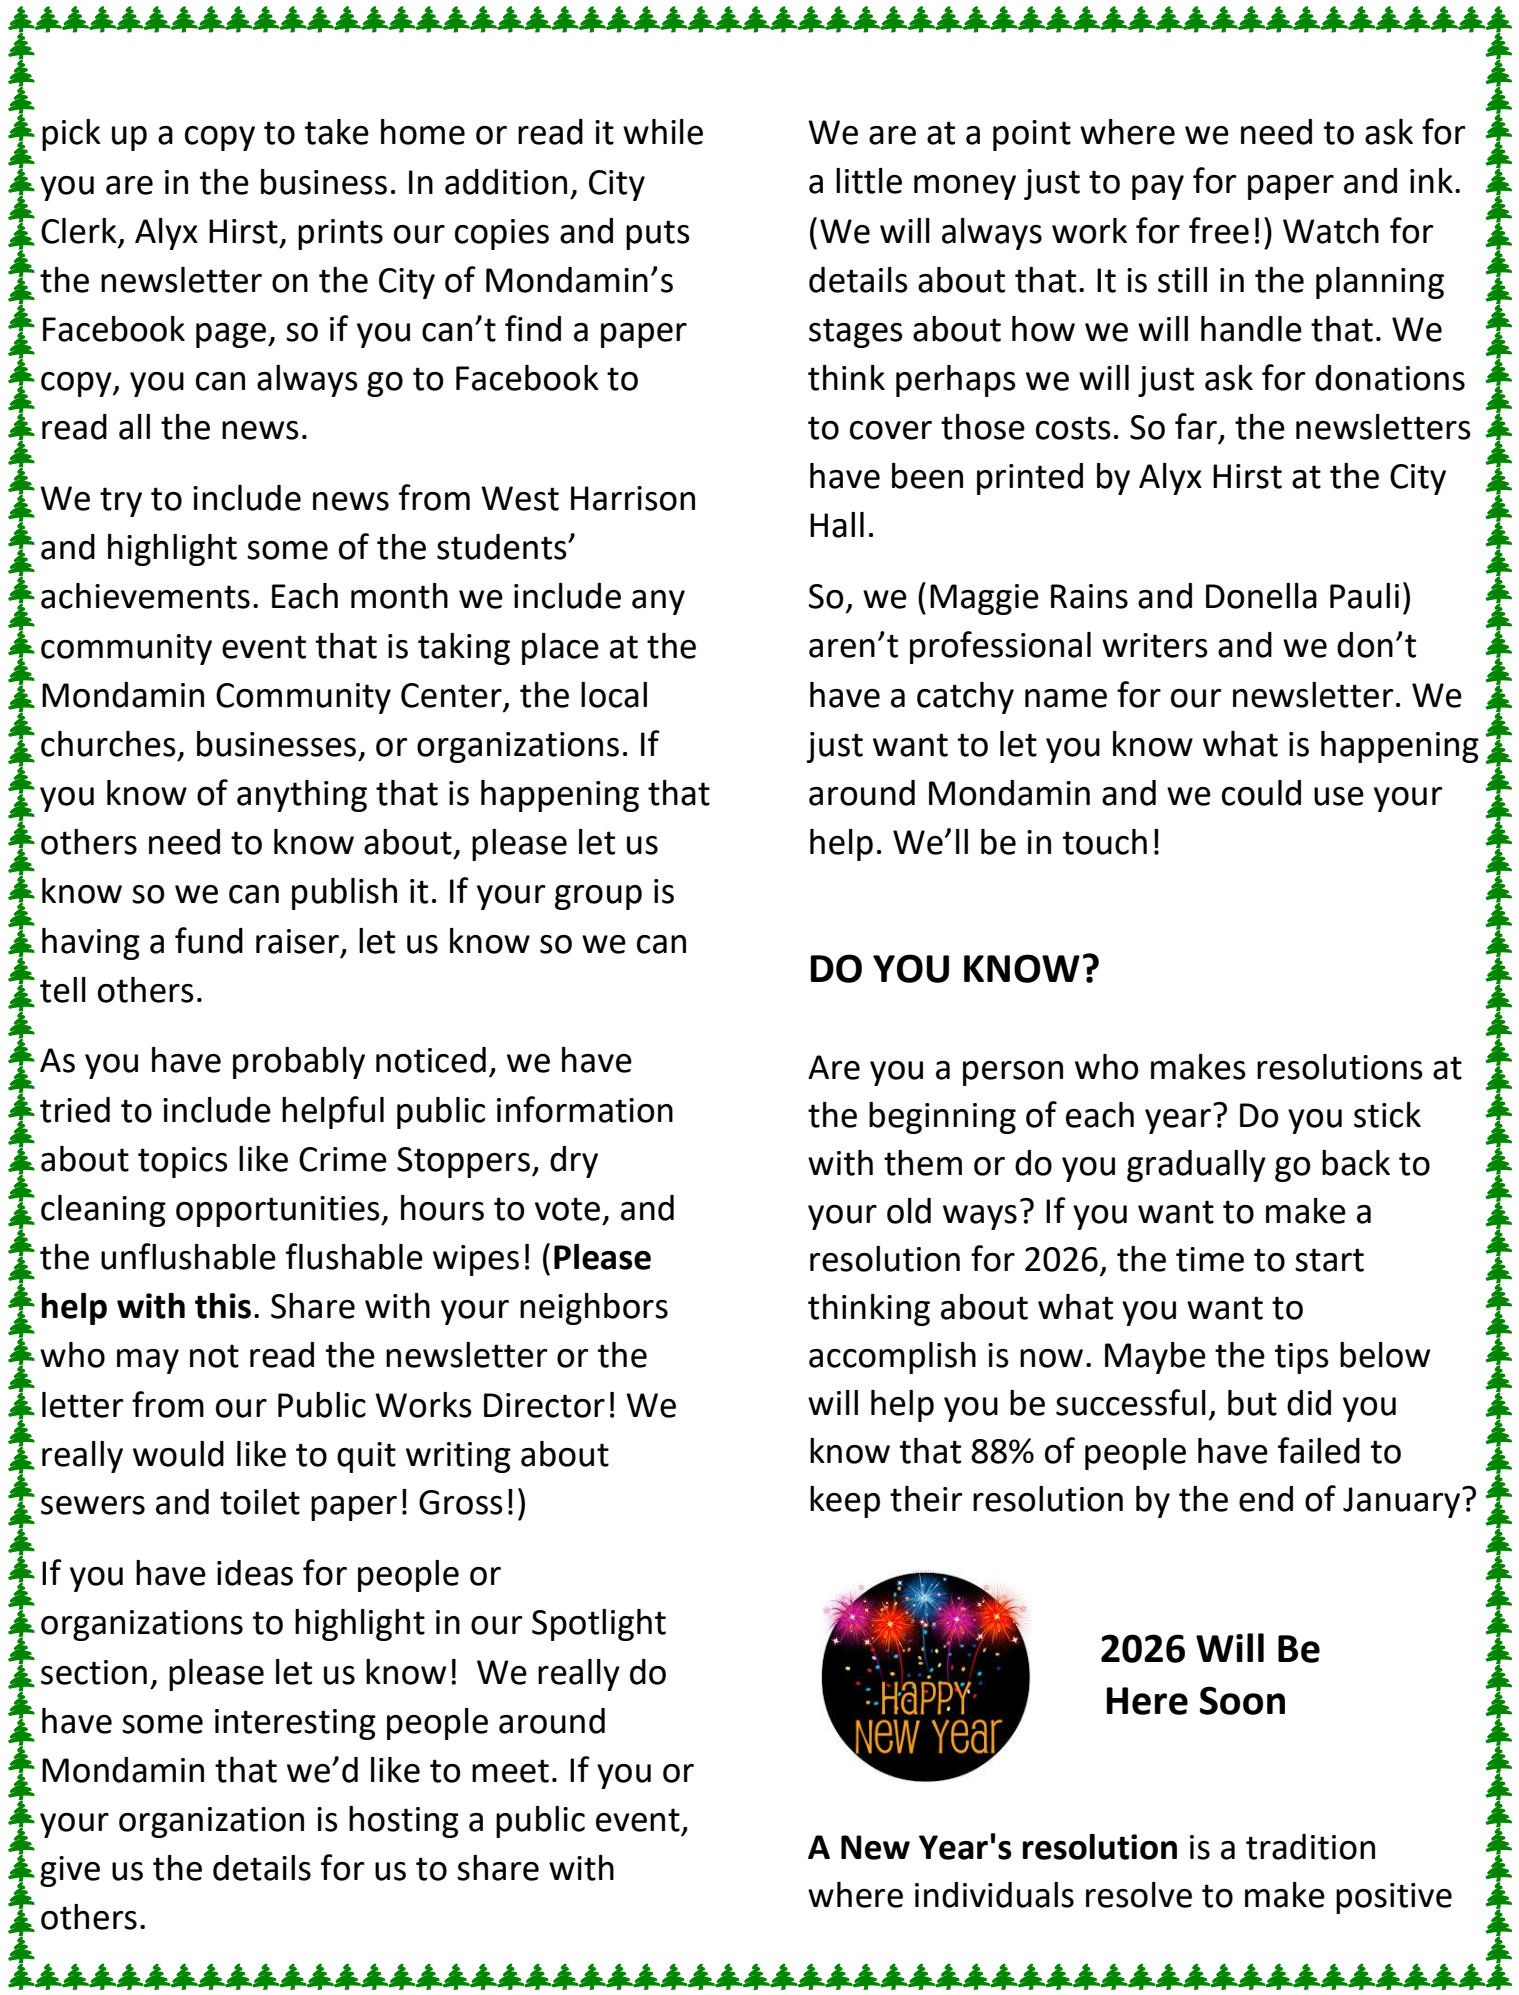 pick up a copy to take home or read it while
you are in the business. In addition, City
Clerk, Alyx Hirst, prints our copies and puts
the newsletter on the City of Mondamin’s
Facebook page, so if you can’t find a paper
copy, you can always go to Facebook to
read all the news.
We try to include news from West Harrison
and highlight some of the students’
achievements. Each month we include any
community event that is taking place at the
Mondamin Community Center, the local
churches, businesses, or organizations. If
you know of anything that is happening that
others need to know about, please let us
know so we can publish it. If your group is
having a fund raiser, let us know so we can
tell others.
As you have probably noticed, we have
tried to include helpful public information
about topics like Crime Stoppers, dry
cleaning opportunities, hours to vote, and
the unflushable flushable wipes! (Please
help with this. Share with your neighbors
who may not read the newsletter or the
letter from our Public Works Director! We
really would like to quit writing about
sewers and toilet paper! Gross!)
If you have ideas for people or
organizations to highlight in our Spotlight
section, please let us know!  We really do
have some interesting people around
Mondamin that we’d like to meet. If you or
your organization is hosting a public event,
give us the details for us to share with
others.
We are at a point where we need to ask for
a little money just to pay for paper and ink.
(We will always work for free!) Watch for
details about that. It is still in the planning
stages about how we will handle that. We
think perhaps we will just ask for donations
to cover those costs. So far, the newsletters
have been printed by Alyx Hirst at the City
Hall.
So, we (Maggie Rains and Donella Pauli)
aren’t professional writers and we don’t
have a catchy name for our newsletter. We
just want to let you know what is happening
around Mondamin and we could use your
help. We’ll be in touch!
DO YOU KNOW?
Are you a person who makes resolutions at
the beginning of each year? Do you stick
with them or do you gradually go back to
your old ways? If you want to make a
resolution for 2026, the time to start
thinking about what you want to
accomplish is now. Maybe the tips below
will help you be successful, but did you
know that 88% of people have failed to
keep their resolution by the end of January?
HAPPY
NEW YEAR
2026 Will Be
Here Soon
A New Year's resolution is a tradition
where individuals resolve to make positive